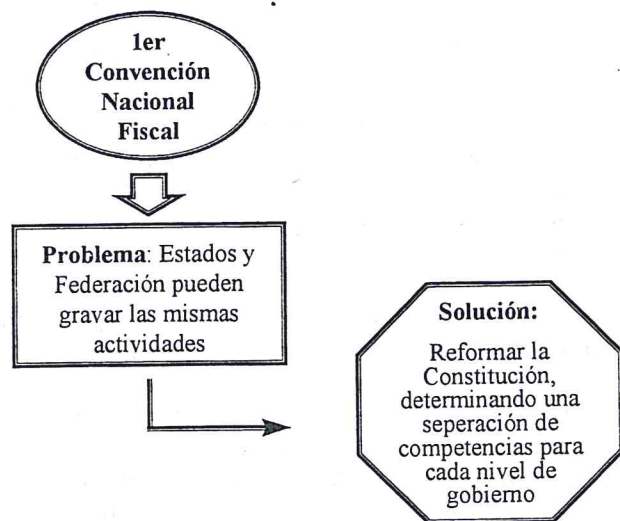 1er
Convención
Nacional
Fiscal
Problema: Estados y
Federación pueden
gravar las mismas
actividades
Solución:
Reformar la
Constitución,
determinando una
seperación de
competencias para
cada nivel de
gobierno